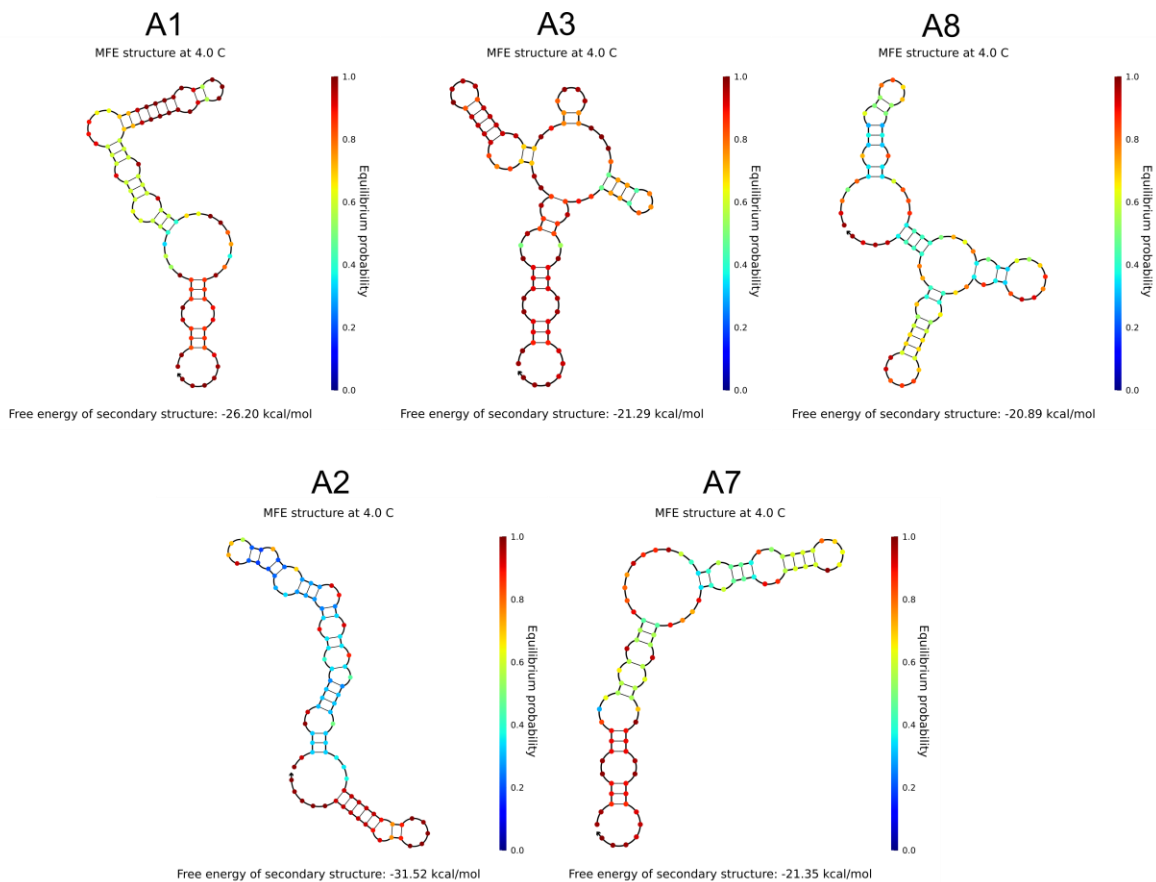 A1
MFE structure at 4.0 C
1.0
0.8
0.6
0.4
0.2
0.0
Equilibrium probability
Free energy of secondary structure: -26.20 kcal/mol
A3
MFE structure at 4.0 C
1.0
0.8
0.6
0.4
0.2
0.0
Equilibrium probability
Free energy of secondary structure: -21.29 kcal/mol
A8
MFE structure at 4.0 C
1.0
0.8
0.6
0.4
0.2
0.0
Equilibrium probability
Free energy of secondary structure: -20.89 kcal/mol
A2
MFE structure at 4.0 C
1.0
0.8
0.6
0.4
0.2
0.0
Equilibrium probability
Free energy of secondary structure: -31.52 kcal/mol
A7
MFE structure at 4.0 C
1.0
0.8
0.6
0.4
0.2
0.0
Equilibrium probability
Free energy of secondary structure: -21.35 kcal/mol